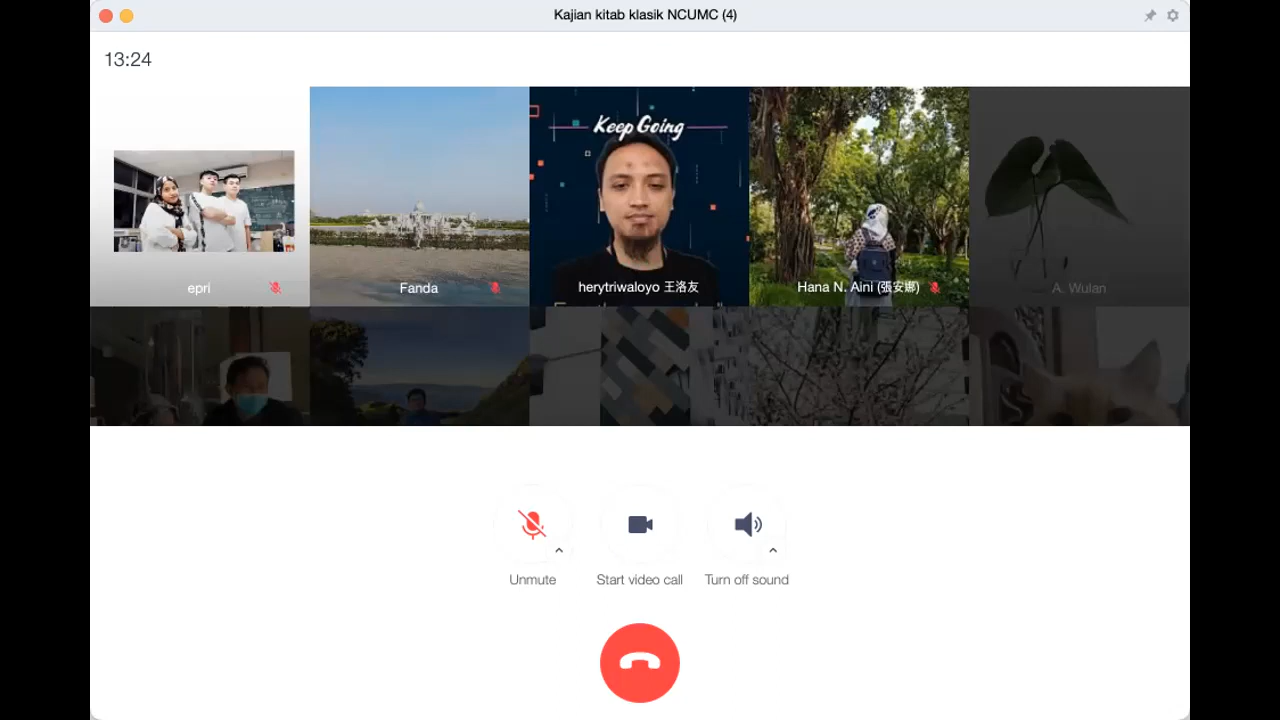 Kajian kitab klasik NCUMC (4)
13:24
Keep Going
epri
Fanda
herytriwaloyo 王洛友
Hana N. Aini (張安娜)
A. Wulan
Unmute
Start video call
Turn off sound